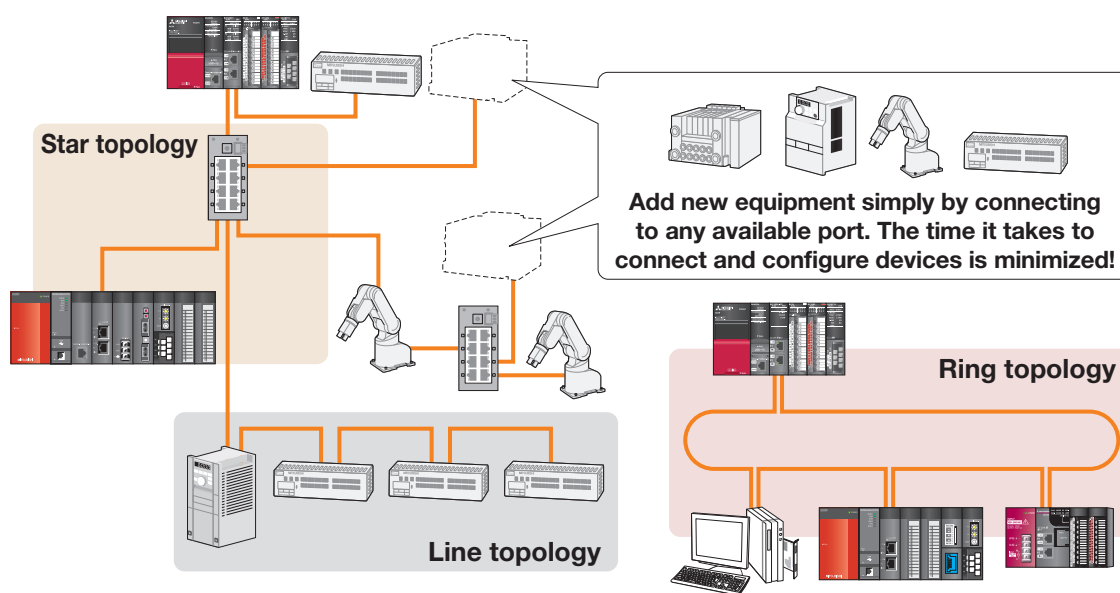 Star topology
Add new equipment simply by connecting
to any available port. The time it takes to
connect and configure devices is minimized!
Ring topology
Line topology